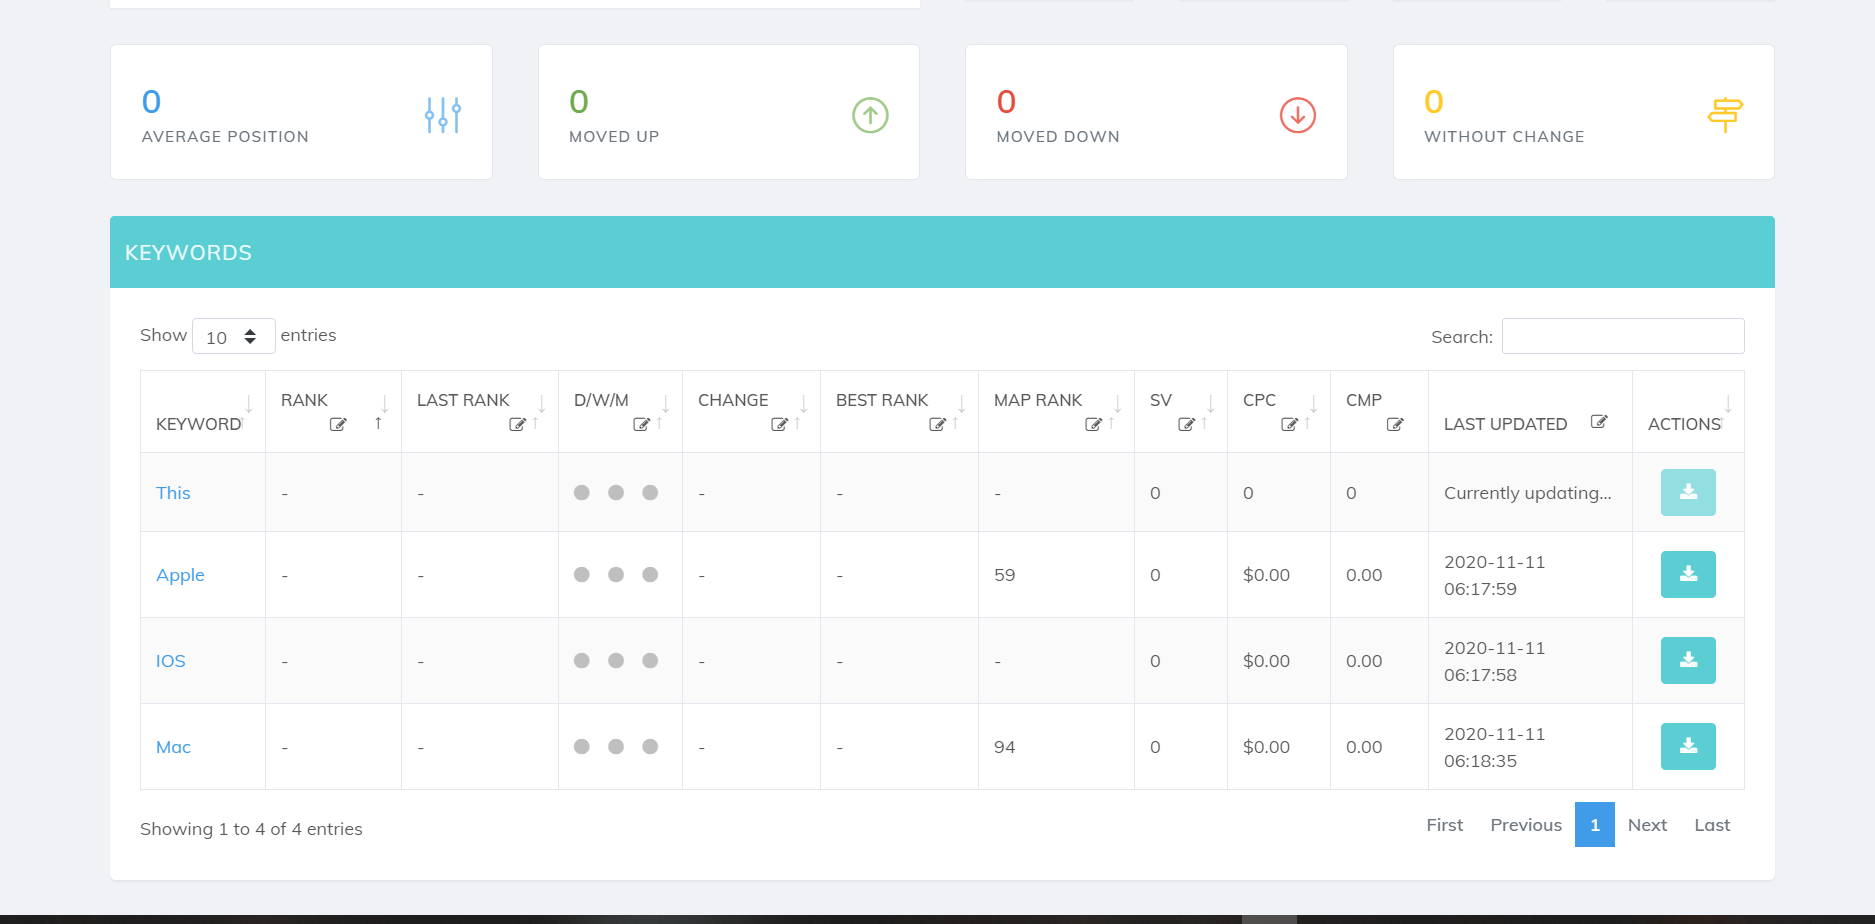 0
AVERAGE POSITION
0
MOVED UP
0
MOVED DOWN
0
WITHOUT CHANGE
KEYWORDS
Show 10 entries
Search:
KEYWORD RANK LAST RANK D/W/M CHANGE BEST RANK MAP RANK SV CPC CMP LAST UPDATED ACTIONS
This - - - - - 0 0 0 Currently updating...
Apple - - - - 59 0 $0.00 0.00 2020-11-11
06:17:59
IOS - - - - - 0 $0.00 0.00 2020-11-11
06:17:58
Mac - - - - 94 0 $0.00 0.00 2020-11-11
06:18:35
Showing 1 to 4 of 4 entries
First Previous 1 Next Last